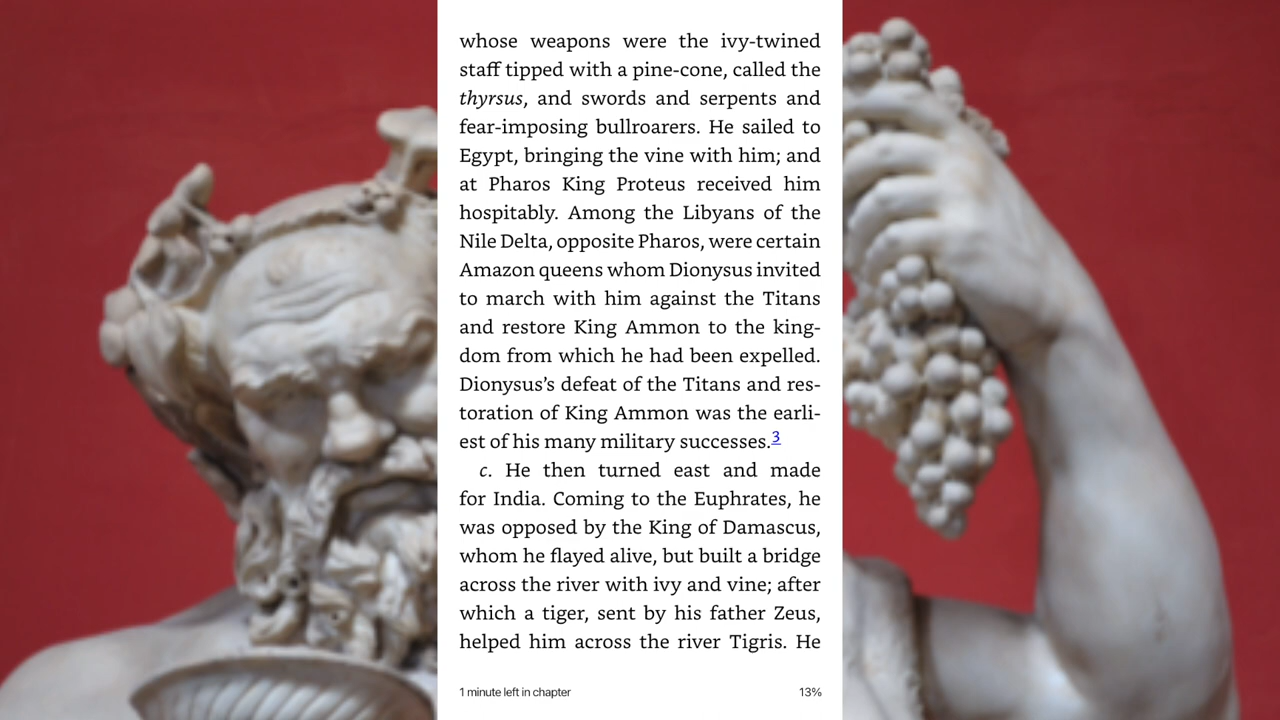 whose weapons were the ivy-twined
staff tipped with a pine-cone, called the
thyrsus, and swords and serpents and
fear-imposing bullroarers. He sailed to
Egypt, bringing the vine with him; and
at Pharos King Proteus received him
hospitably. Among the Libyans of the
Nile Delta, opposite Pharos, were certain
Amazon queens whom Dionysus invited
to march with him against the Titans
and restore King Ammon to the king-
dom from which he had been expelled.
Dionysus’s defeat of the Titans and res-
toration of King Ammon was the earli-
est of his many military successes.3
c. He then turned east and made
for India. Coming to the Euphrates, he
was opposed by the King of Damascus,
whom he flayed alive, but built a bridge
across the river with ivy and vine; after
which a tiger, sent by his father Zeus,
helped him across the river Tigris. He
1 minute left in chapter 13%